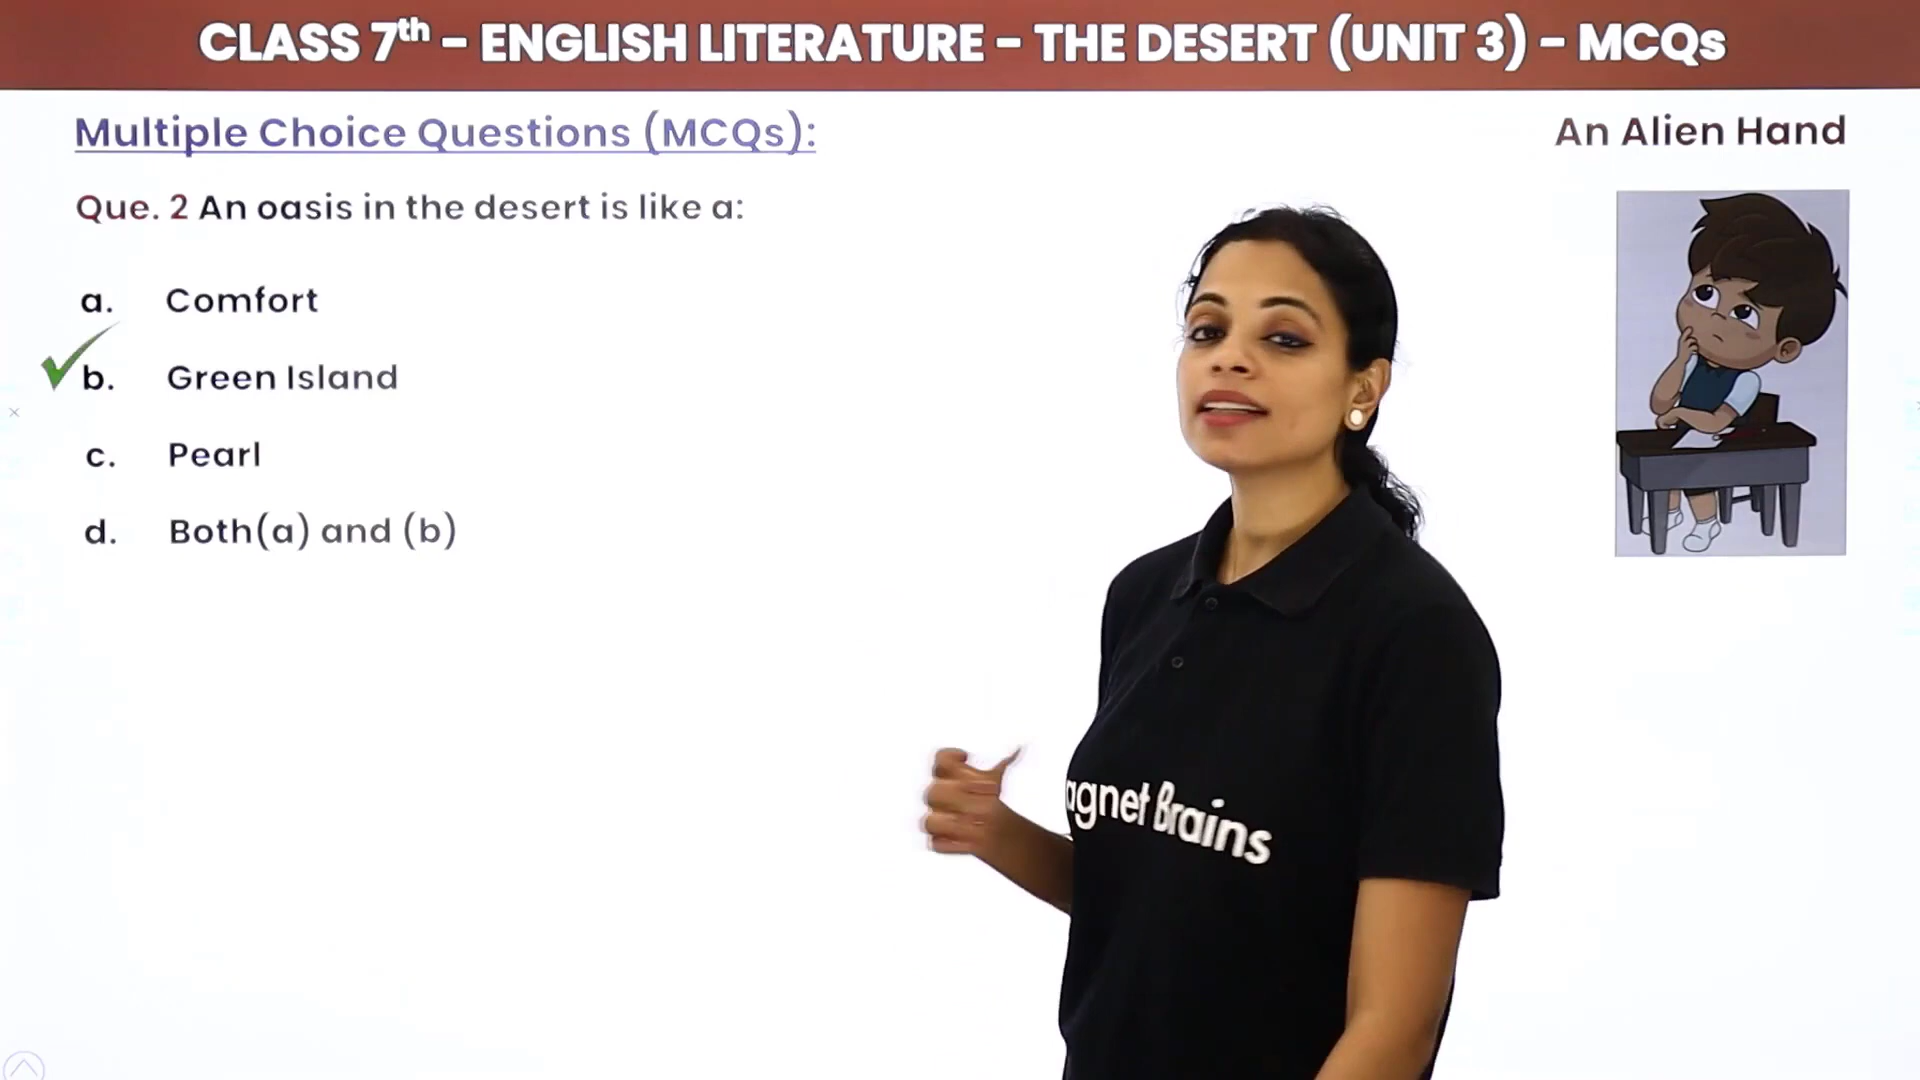 CLASS 7th – ENGLISH LITERATURE – THE DESERT (UNIT 3) – MCQs
Multiple Choice Questions (MCQs):
An Alien Hand
Que. 2 An oasis in the desert is like a:
a. Comfort
b. Green Island
c. Pearl
d. Both(a) and (b)
agnet Brains